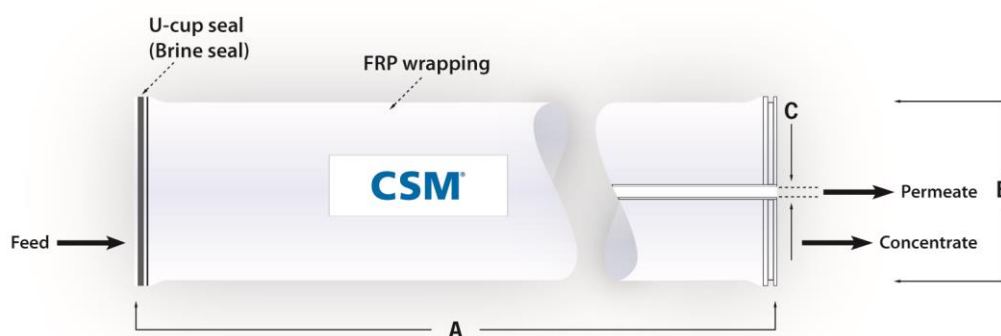 U-cup seal
(Brine seal)
FRP wrapping
C
CSM®
Permeate
Feed
Concentrate
A